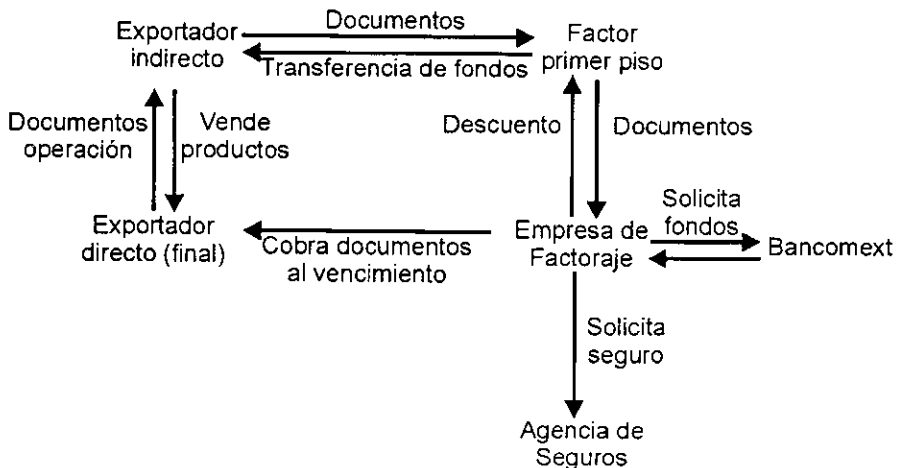 Documentos
Exportador
indirecto
Factor
primer piso
Transferencia de fondos
Documentos
operación
Vende
productos
Descuento
Documentos
Exportador
directo (final)
Cobra documentos
al vencimiento
Empresa de
Factoraje
Solicita
fondos
Bancomext
Solicita
seguro
Agencia de
Seguros